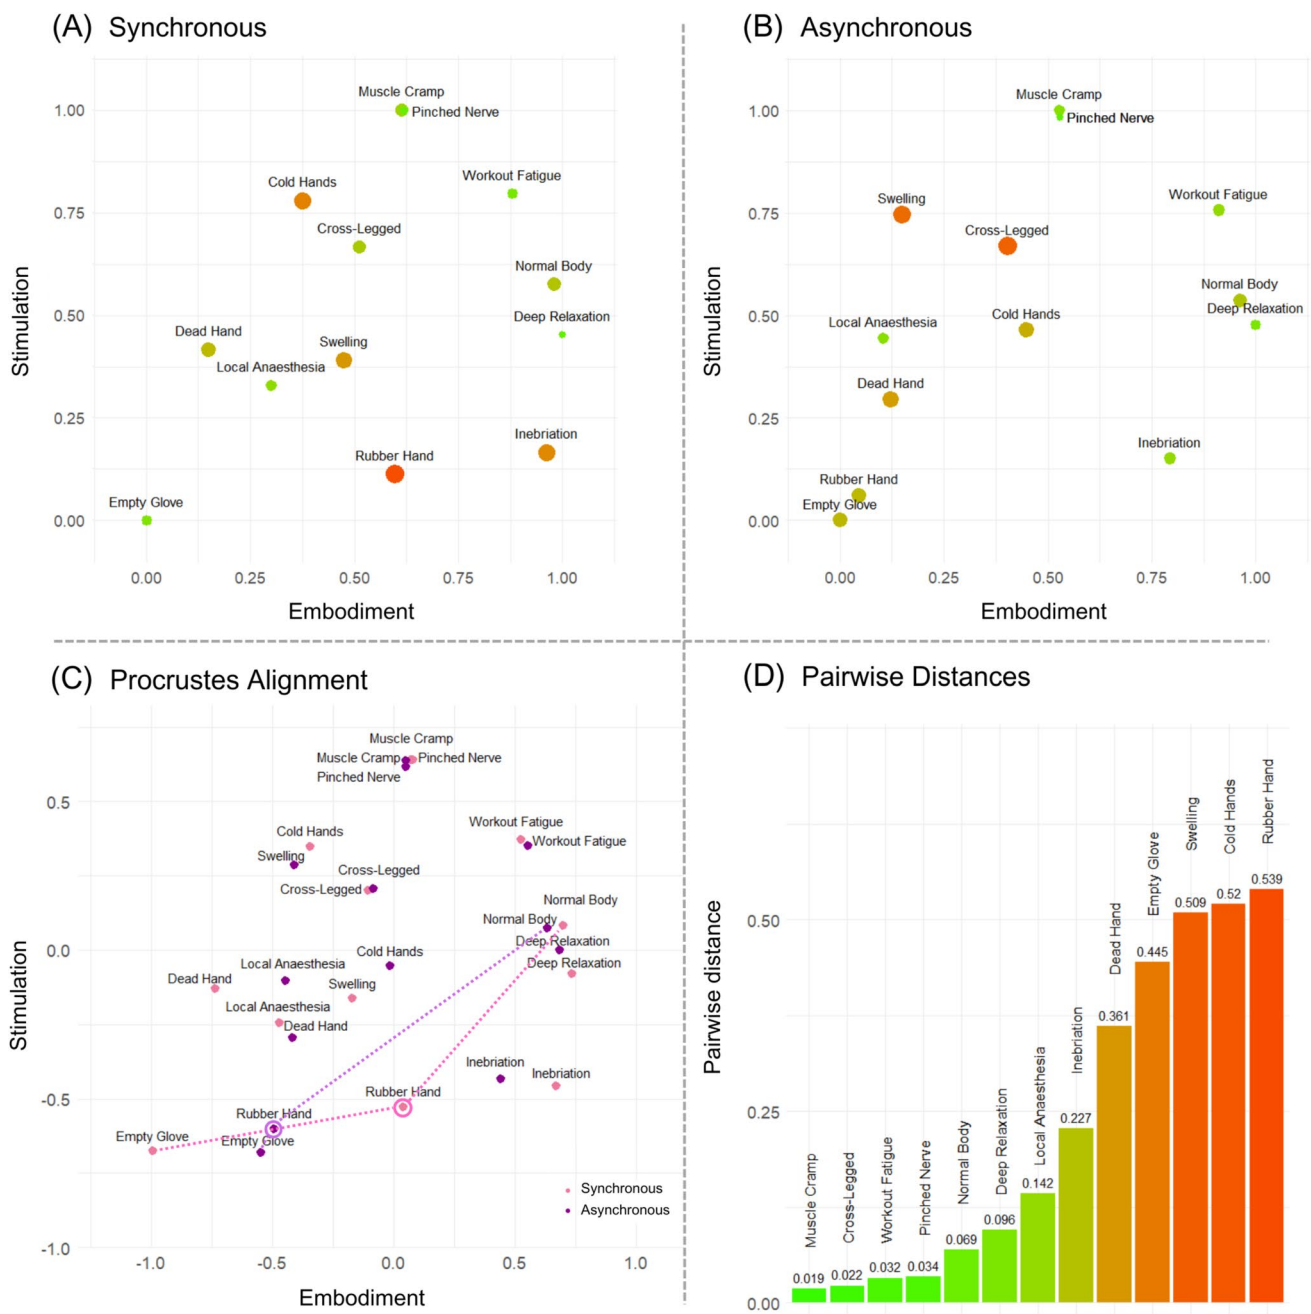 (A) Synchronous
Muscle Cramp
1.00
Pinched Nerve
Workout Fatigue
Cold Hands
0.75
Cross-Legged
Normal Body
Deep Relaxation
0.50
Dead Hand
Swelling
Local Anaesthesia
0.25
Inebriation
Rubber Hand
Empty Glove
0.00
0.00 0.25 0.50 0.75 1.00
Embodiment
Stimulation
(B) Asynchronous
Muscle Cramp
1.00
Pinched Nerve
Workout Fatigue
Swelling
0.75
Cross-Legged
Normal Body
Deep Relaxation
Cold Hands
0.50
Local Anaesthesia
Dead Hand
0.25
Inebriation
Rubber Hand
Empty Glove
0.00
0.00 0.25 0.50 0.75 1.00
Embodiment
Stimulation
(C) Procrustes Alignment
Muscle Cramp
Muscle Cramp Pinched Nerve
Pinched Nerve
0.5
Workout Fatigue
Cold Hands
Workout Fatigue
Swelling
Cross-Legged
Cross-Legged
Normal Body
Normal Body
Deep Relaxation
0.0
Cold Hands
Local Anaesthesia
Deep Relaxation
Dead Hand
Swelling
Local Anaesthesia
Dead Hand
Inebriation
Inebriation
Rubber Hand
-0.5
Rubber Hand
Empty Glove
Empty Glove
Synchronous
Asynchronous
-1.0
-1.0 -0.5 0.0 0.5 1.0
Embodiment
Stimulation
(D) Pairwise Distances
Pairwise distance
0.50
0.25
0.00
Muscle Cramp
0.019
Cross-Legged
0.022
Workout Fatigue
0.032
Pinched Nerve
0.034
Normal Body
0.069
Deep Relaxation
0.096
Local Anaesthesia
0.142
Inebriation
0.227
Dead Hand
0.361
Empty Glove
0.445
Swelling
0.509
Cold Hands
0.52
Rubber Hand
0.539